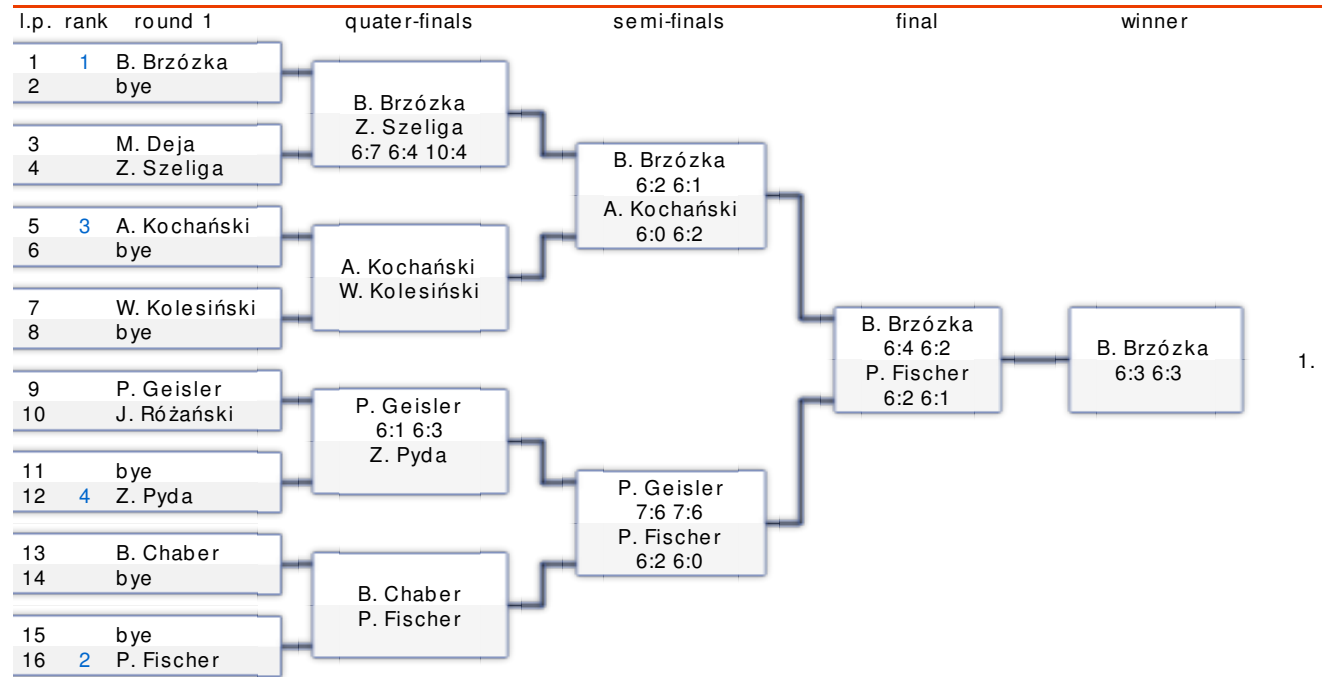 l.p. rank round 1 quater-finals semi-finals final winner
1 1 B. Brzózka
2 bye
3 M. Deja
4 Z. Szeliga
5 3 A. Kochański
6 bye
7 W. Kolesiński
8 bye
9 P. Geisler
10 J. Różański
11 bye
12 4 Z. Pyda
13 B. Chaber
14 bye
15 bye
16 2 P. Fischer
B. Brzózka
Z. Szeliga
6:7 6:4 10:4
A. Kochański
W. Kolesiński
P. Geisler
6:1 6:3
Z. Pyda
B. Chaber
P. Fischer
B. Brzózka
6:2 6:1
A. Kochański
6:0 6:2
P. Geisler
7:6 7:6
P. Fischer
6:2 6:0
B. Brzózka
6:4 6:2
P. Fischer
6:2 6:1
B. Brzózka
6:3 6:3
1.